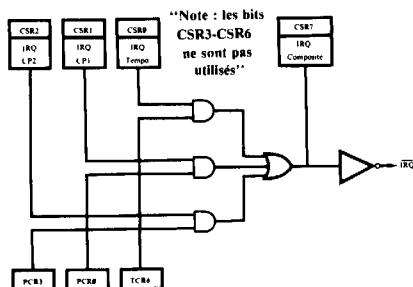 CSR2
IRQ
CP2
CSR1
IRQ
CP1
CSR0
IRQ
Tempo
“Note : les bits
CSR3-CSR6
ne sont pas
utilisés”
CSR7
IRQ
Composite
IRQ
PCR3
PCR0
TCR6